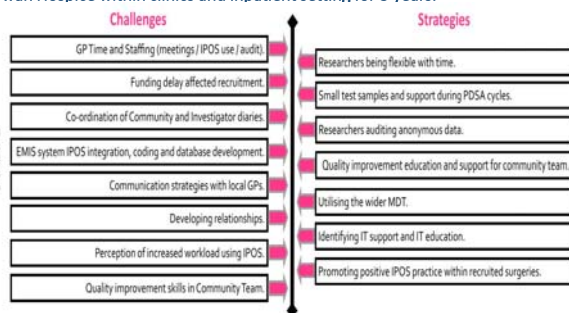 Hospice within clinics and inpatient setting for
Challenges
Strategies
GP Time and Staffing (meetings / IPOS use / audit).
Researchers being flexible with time.
Funding delay affected recruitment.
Small test samples and support during PDSA cycles.
Co-ordination of Community and Investigator diaries.
Researchers auditing anonymous data.
EMIS system IPOS integration, coding and database development.
Quality improvement education and support for community team.
Communication strategies with local GPs.
Utilising the wider MDT.
Developing relationships.
Identifying IT support and IT education.
Perception of increased workload using IPOS.
Promoting positive IPOS practice within recruited surgeries.
Quality improvement skills in Community Team.